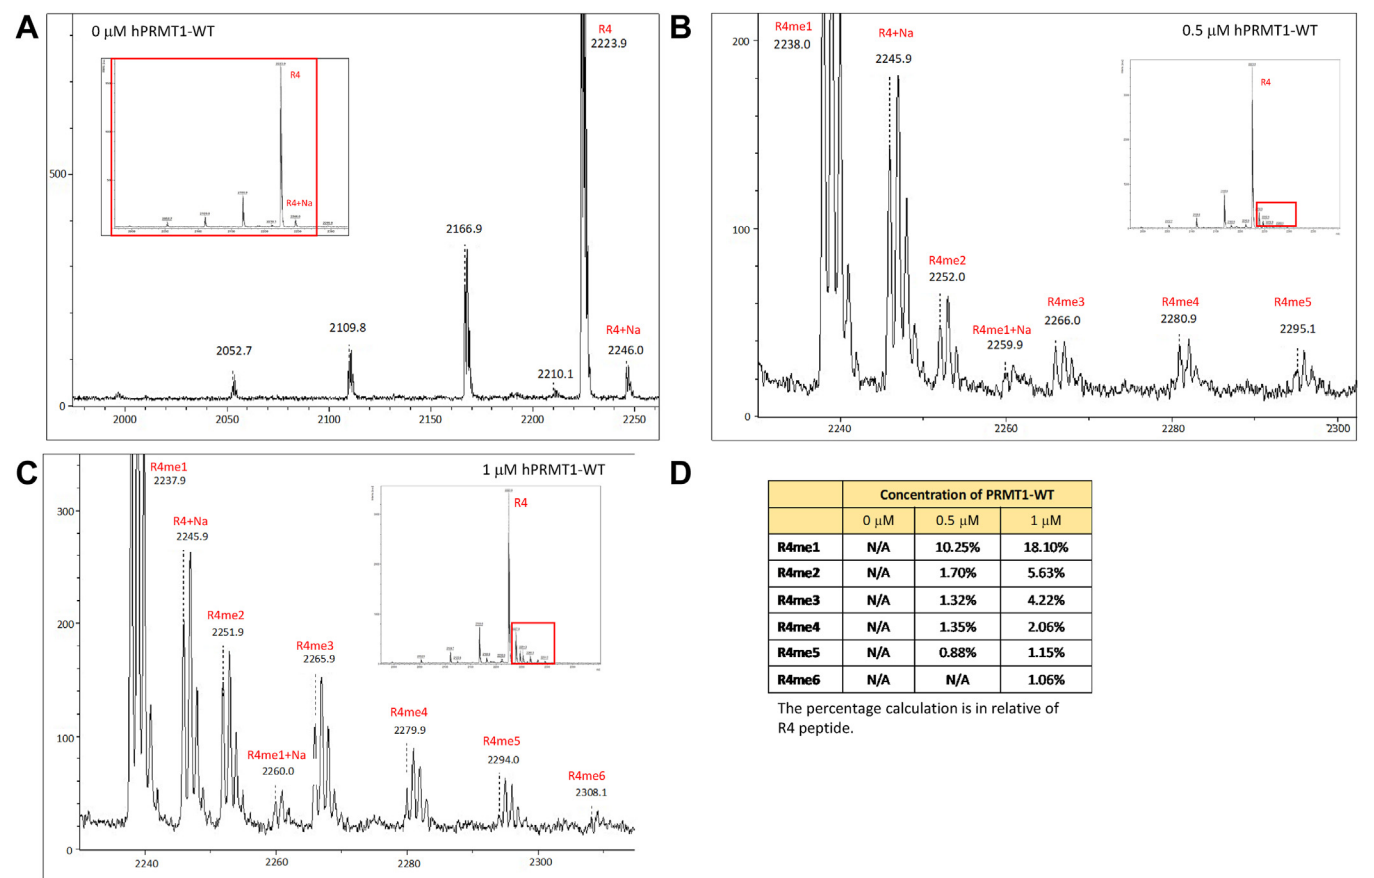 A
0 μM hPRMT1-WT
R4
2223.9
R4
R4+Na
500
2166.9
2109.8
2052.7
R4+Na
2246.0
2210.1
0
2000
2050
2100
2150
2200
2250
B
0.5 μM hPRMT1-WT
200
R4me1
2238.0
R4+Na
2245.9
R4
100
R4me2
2252.0
R4me1+Na
2259.9
R4me3
2266.0
R4me4
2280.9
R4me5
2295.1
0
2240
2260
2280
2300
C
1 μM hPRMT1-WT
R4me1
2237.9
300
R4+Na
2245.9
R4
200
R4me2
2251.9
R4me3
2265.9
R4me1+Na
2260.0
R4me4
2279.9
R4me5
2294.0
R4me6
2308.1
100
0
2240
2260
2280
2300
D
Concentration of PRMT1-WT
0 μM 0.5 μM 1 μM
R4me1 N/A 10.25% 18.10%
R4me2 N/A 1.70% 5.63%
R4me3 N/A 1.32% 4.22%
R4me4 N/A 1.35% 2.06%
R4me5 N/A 0.88% 1.15%
R4me6 N/A N/A 1.06%
The percentage calculation is in relative of
R4 peptide.